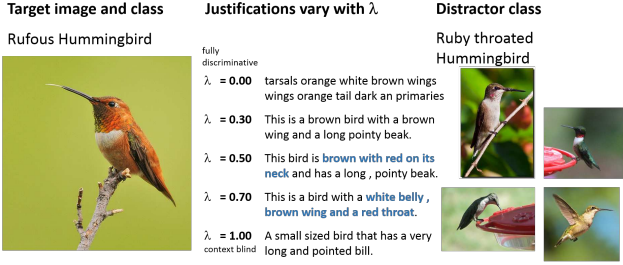 Target image and class
Justifications vary with λ
Distractor class
Rufous Hummingbird
Ruby throated
Hummingbird
fully
discriminative
λ = 0.00 tarsals orange white brown wings
wings orange tail dark an primaries
λ = 0.30 This is a brown bird with a brown
wing and a long pointy beak.
λ = 0.50 This bird is brown with red on its
neck and has a long , pointy beak.
λ = 0.70 This is a bird with a white belly ,
brown wing and a red throat.
λ = 1.00 A small sized bird that has a very
context blind long and pointed bill.